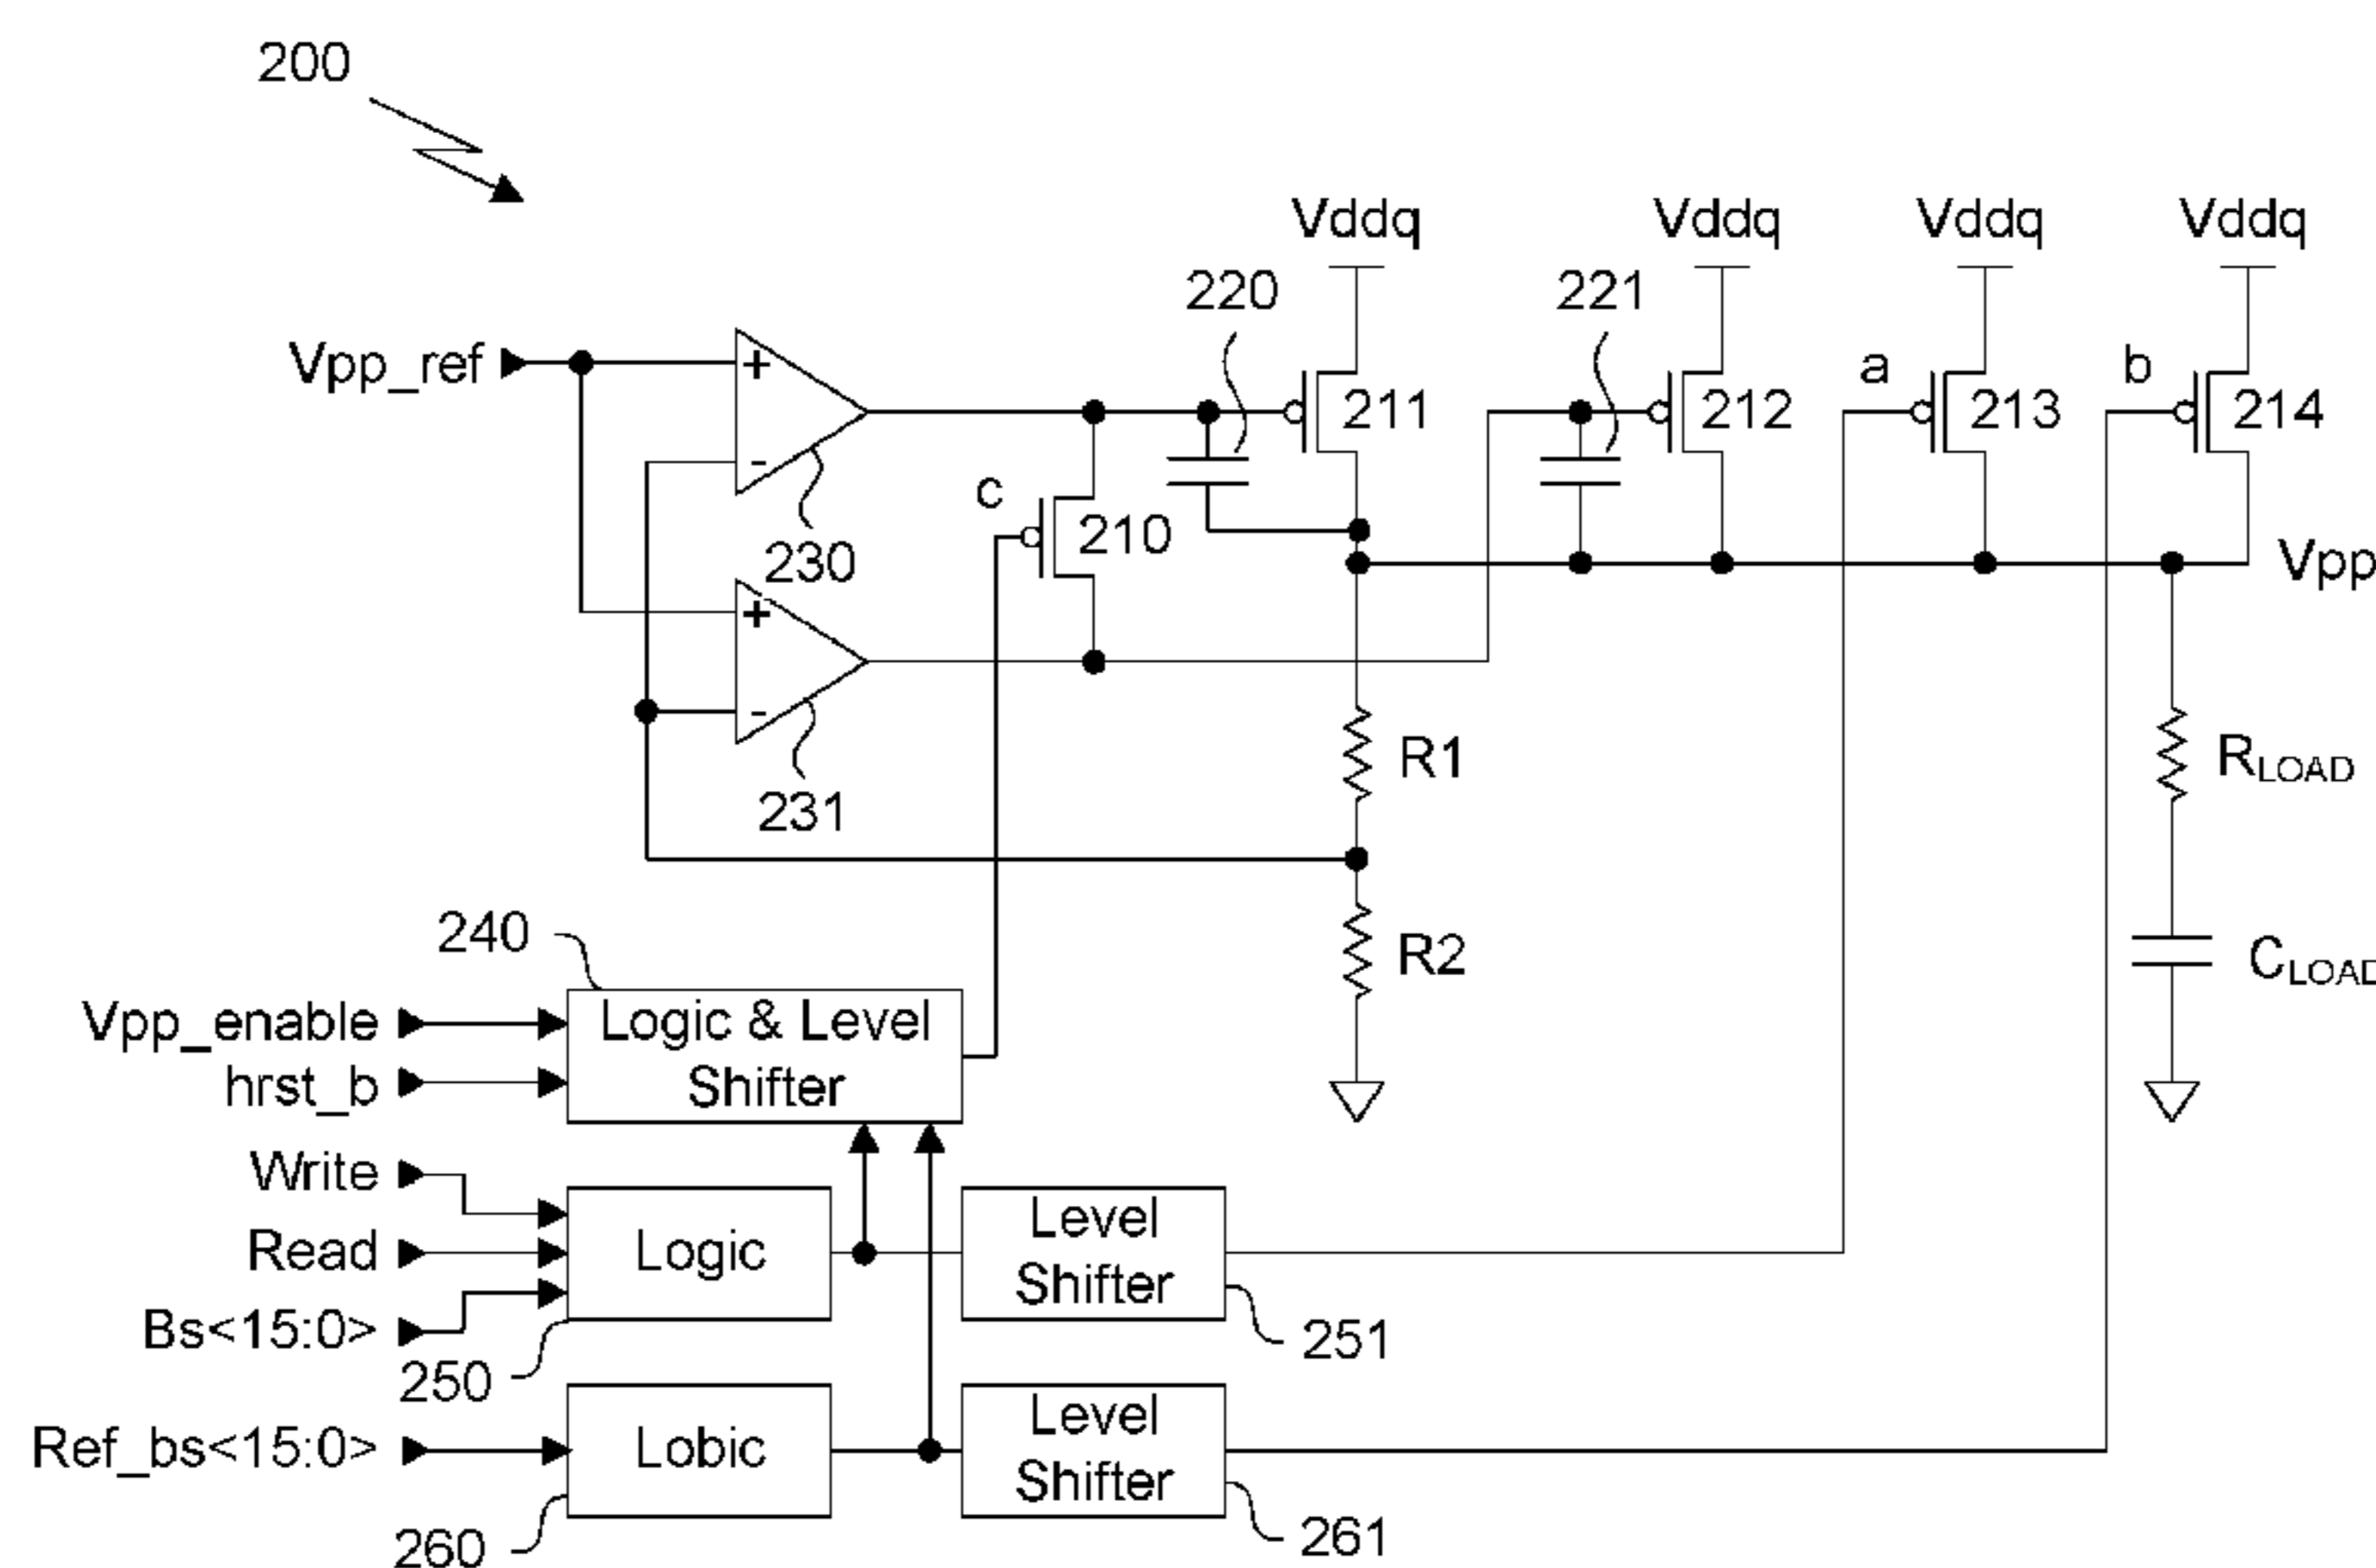 200
Vddq Vddq Vddq Vddq
220 221
Vpp_ref + a b
211 212 213 214
-
c
210
230
Vpp
+
-
R1 RLOAD
231
240 R2 CLOAD
Vpp_enable Logic & Level
hrst_b Shifter
Write
Read Logic Level
Shifter
Bs<15:0> 251
250
Ref_bs<15:0> Lobic Level
Shifter
260 261